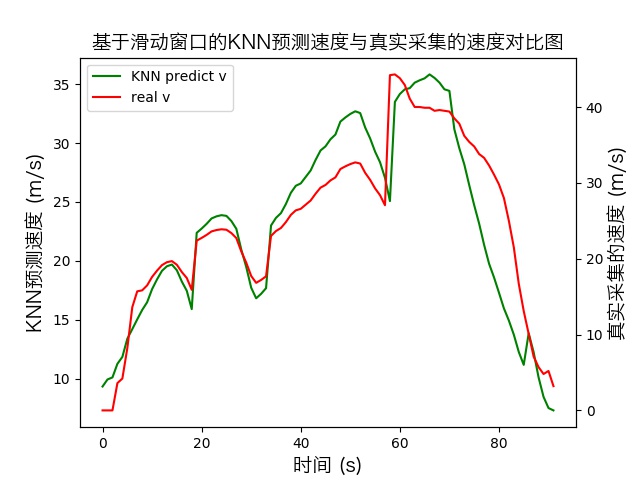 基于滑动窗口的KNN预测速度与真实采集的速度对比图
KNN predict v
real v
KNN预测速度 (m/s)
35
30
25
20
15
10
真实采集的速度 (m/s)
40
30
20
10
0
0 20 40 60 80
时间 (s)